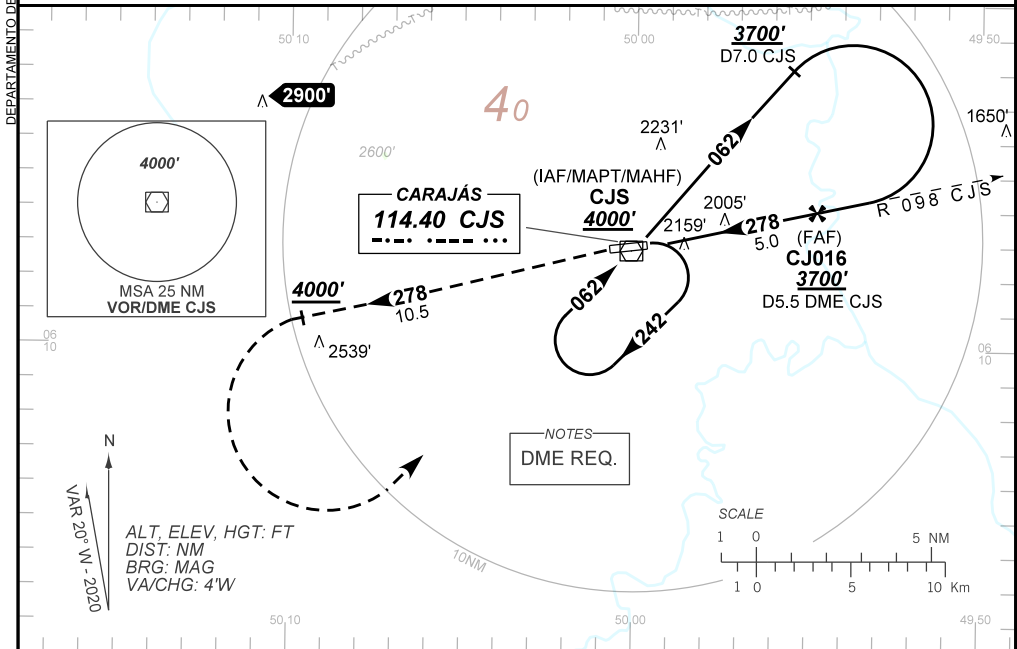 DEPARTAMENTO DE
50 10
50 00
49 50
3700'
D7.0 CJS
2900'
40
2231'
1650'
4000'
2600'
062
(IAF/MAPT/MAHF)
CJS
4000'
CARAJÁS
114.40 CJS
2005'
2159'
278
5.0
R 098 CJS
(FAF)
CJ016
3700'
D5.5 DME CJS
MSA 25 NM
VOR/DME CJS
4000'
278
10.5
062
242
2539'
06
10
06
10
NOTES
DME REQ.
N
VAR 20° W - 2020
ALT, ELEV, HGT: FT
DIST: NM
BRG: MAG
VA/CHG: 4'W
10NM
SCALE
1 0 5 NM
1 0 5 10 Km
50 10
50 00
49 50